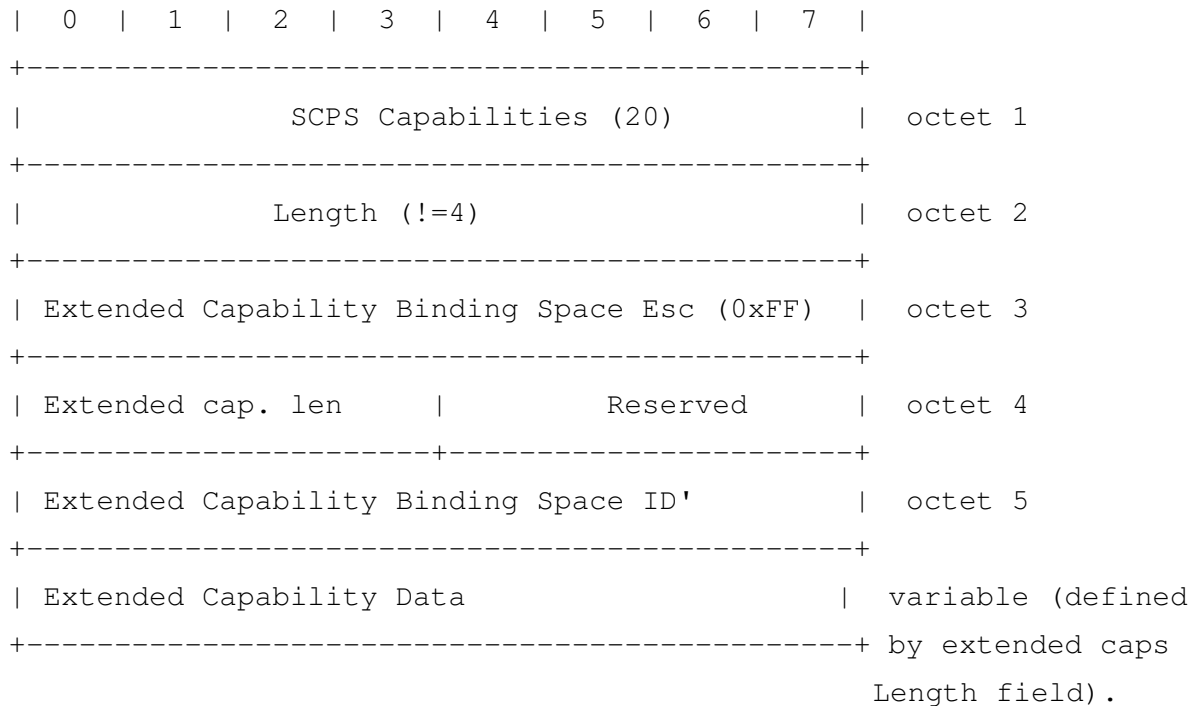 | 0 | 1 | 2 | 3 | 4 | 5 | 6 | 7 |
+-----------------------------------------------+
| SCPS Capabilities (20) | octet 1
+-----------------------------------------------+
| Length (!=4) | octet 2
+-----------------------------------------------+
| Extended Capability Binding Space Esc (0xFF) | octet 3
+-----------------------------------------------+
| Extended cap. len | Reserved | octet 4
+-----------------------+-----------------------+
| Extended Capability Binding Space ID' | octet 5
+-----------------------------------------------+
| Extended Capability Data | variable (defined
+-----------------------------------------------+ by extended caps
Length field).